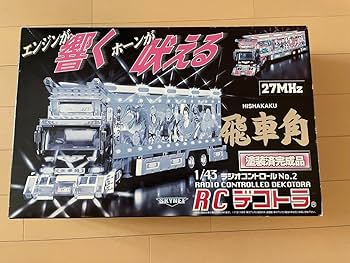 エンジンが響くホーンが吠える
27MHz
HISHAKAKU
飛車角
塗装済完成品
1/43 ラジオコントロール No.2
RADIO CONTROLLED DEKOTORA
RCデコトラ®
SKYNET